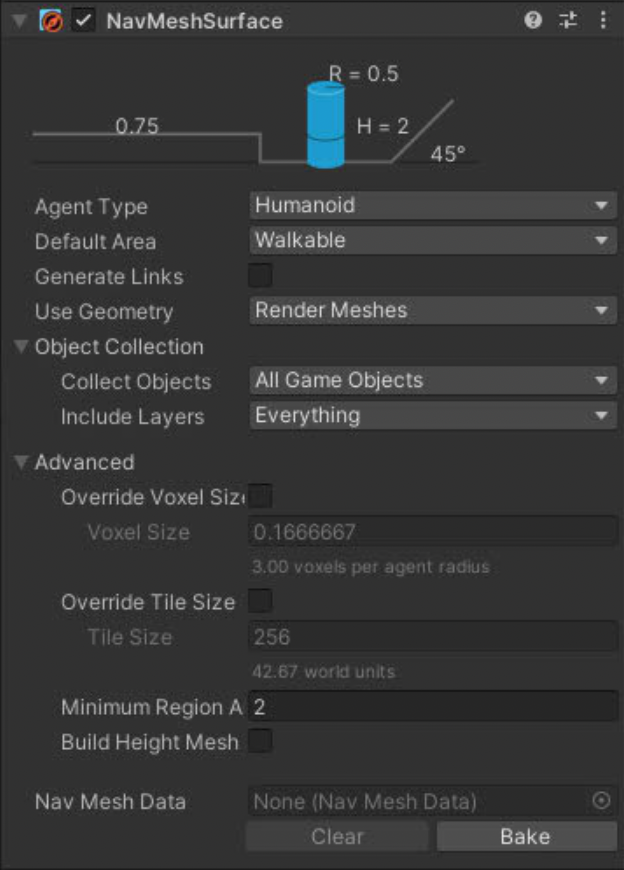 NavMeshSurface
R = 0.5
0.75
H = 2
45°
Agent Type Humanoid
Default Area Walkable
Generate Links
Use Geometry Render Meshes
Object Collection
Collect Objects All Game Objects
Include Layers Everything
Advanced
Override Voxel Siz
Voxel Size 0.1666667
3.00 voxels per agent radius
Override Tile Size
Tile Size 256
42.67 world units
Minimum Region A 2
Build Height Mesh
Nav Mesh Data None (Nav Mesh Data)
Clear Bake